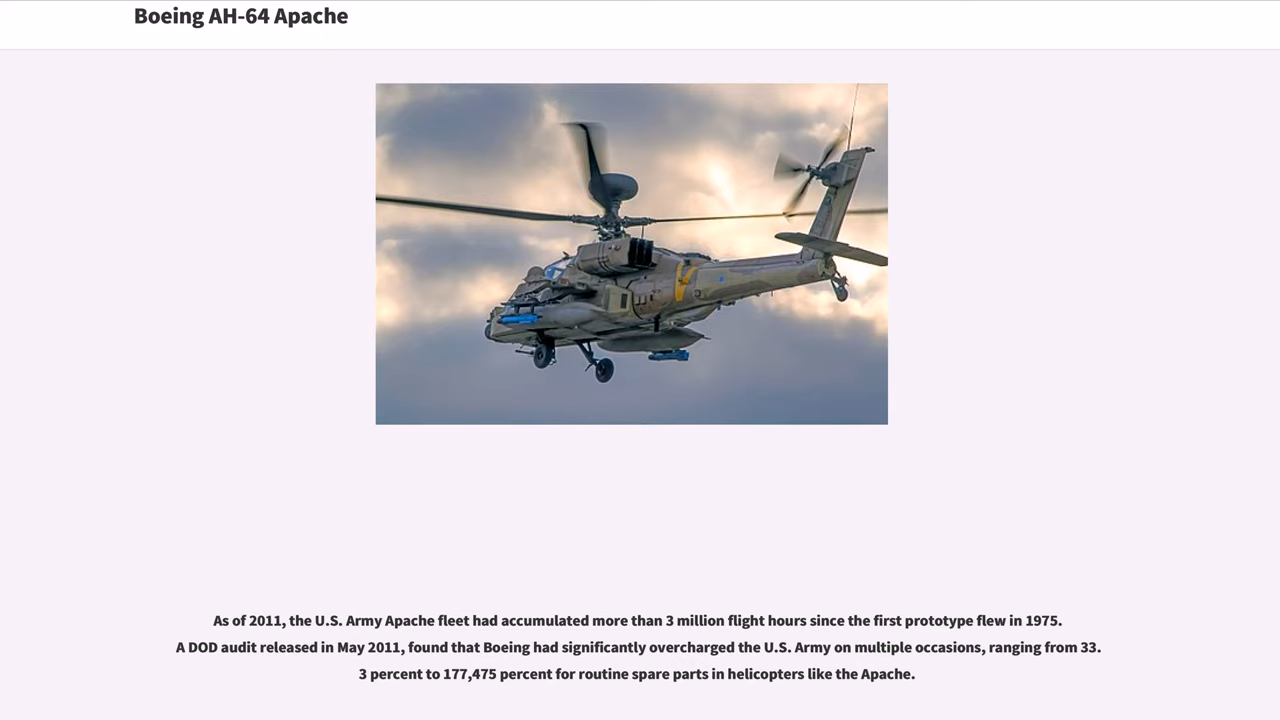 Boeing AH-64 Apache
As of 2011, the U.S. Army Apache fleet had accumulated more than 3 million flight hours since the first prototype flew in 1975.
A DOD audit released in May 2011, found that Boeing had significantly overcharged the U.S. Army on multiple occasions, ranging from 33.
3 percent to 177,475 percent for routine spare parts in helicopters like the Apache.